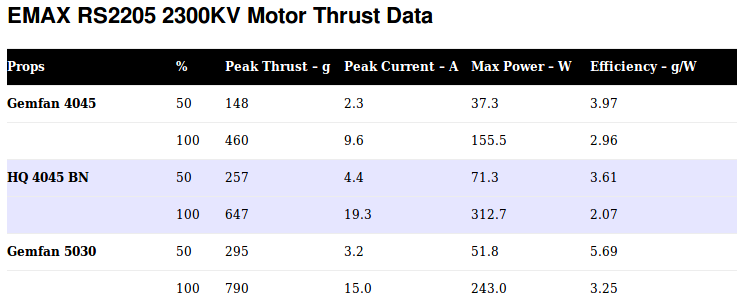 EMAX RS2205 2300KV Motor Thrust Data
Props % Peak Thrust – g Peak Current – A Max Power – W Efficiency – g/W
Gemfan 4045 50 148 2.3 37.3 3.97
100 460 9.6 155.5 2.96
HQ 4045 BN 50 257 4.4 71.3 3.61
100 647 19.3 312.7 2.07
Gemfan 5030 50 295 3.2 51.8 5.69
100 790 15.0 243.0 3.25